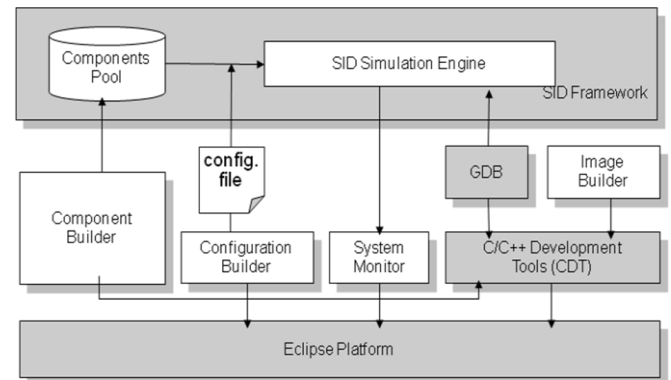 Components
Pool
SID Simulation Engine
SID Framework
config.
file
GDB
Image
Builder
Component
Builder
Configuration
Builder
System
Monitor
C/C++ Development
Tools (CDT)
Eclipse Platform